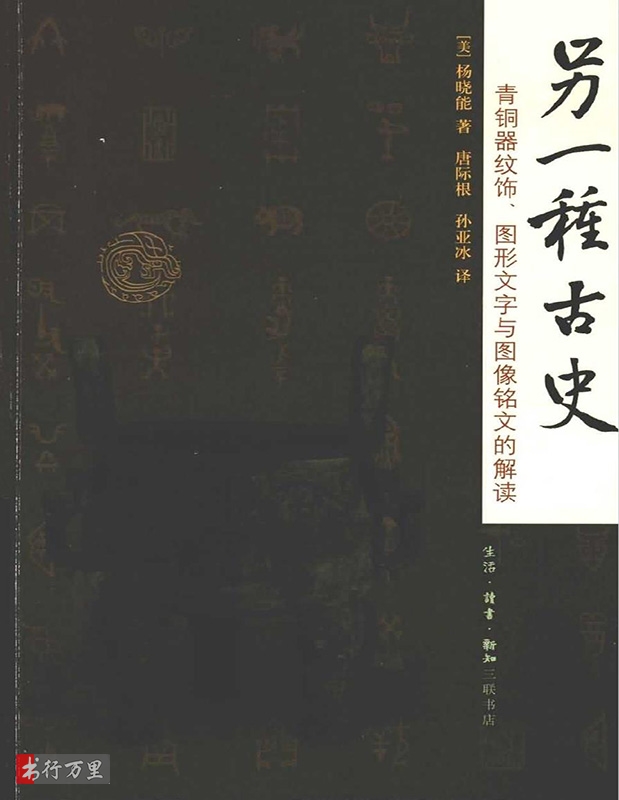 另一種古史
青铜器纹饰、图形文字与图像铭文的解读
［美］杨晓能 著 唐际根 孙亚冰 译
生活·讀書·新知三联书店
书行万里